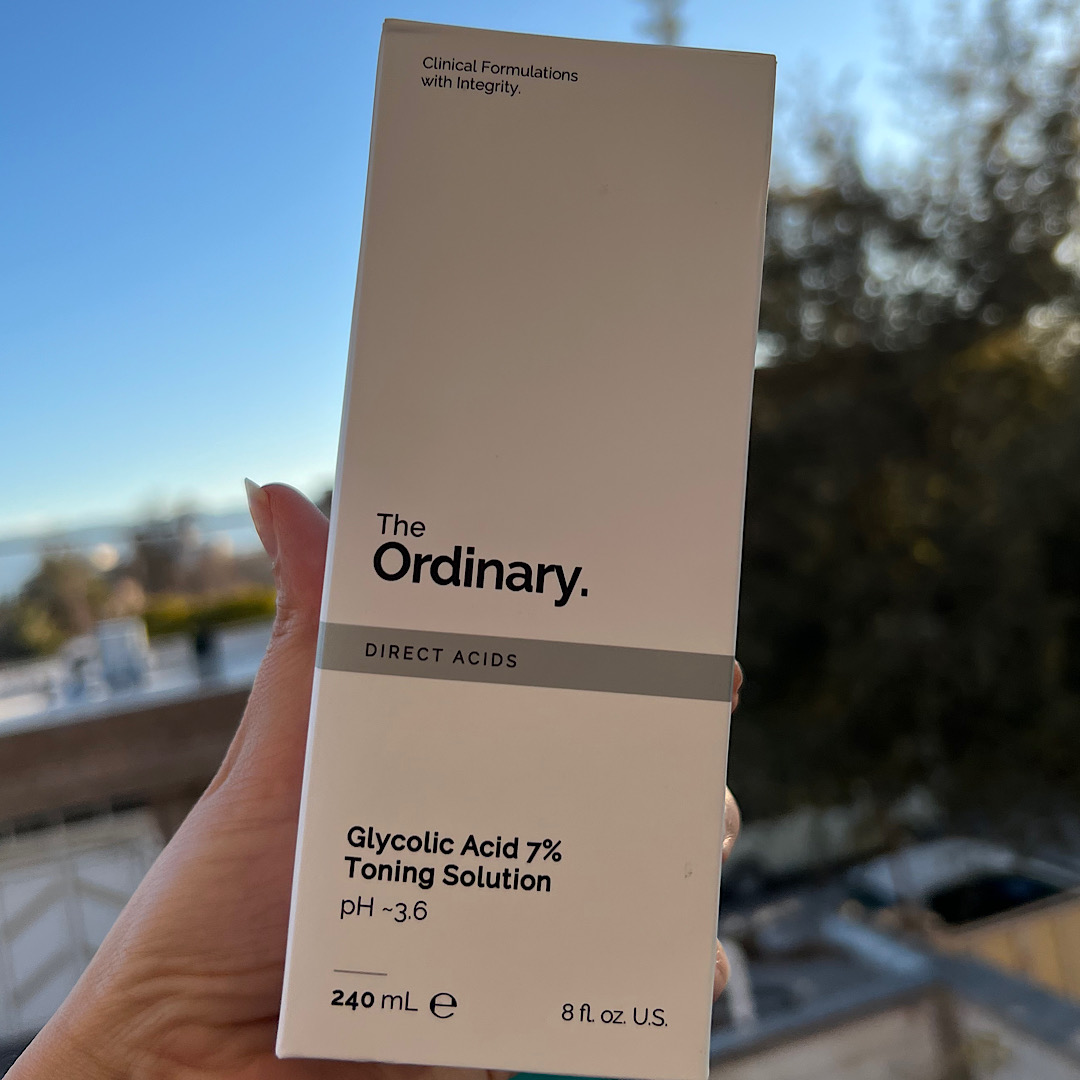 Clinical Formulations
with Integrity.
The
Ordinary.
DIRECT ACIDS
Glycolic Acid 7%
Toning Solution
pH ~3.6
240 mL ℮
8 fl. oz. U.S.